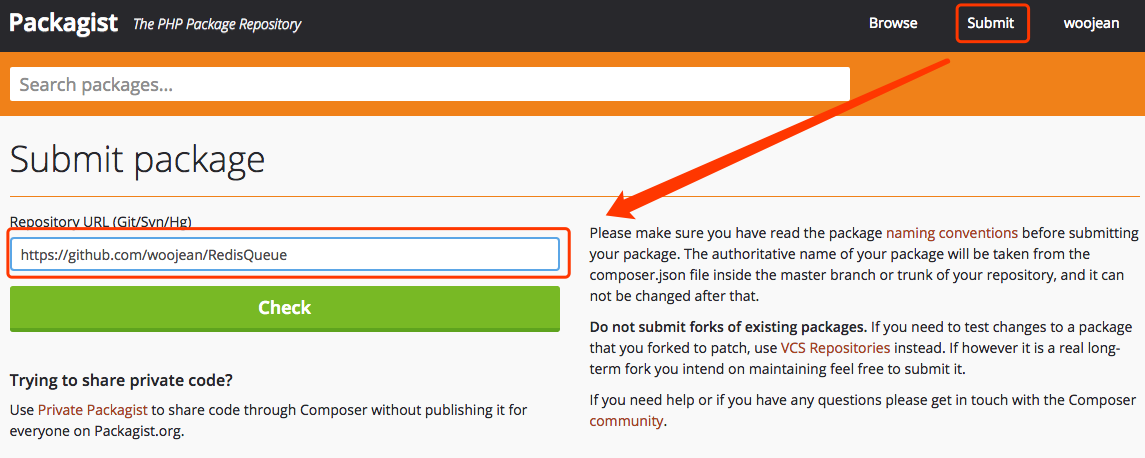 Packagist The PHP Package Repository Browse Submit woojean
Search packages...
Submit package
Repository URL (Git/Svn/Hg)
https://github.com/woojean/RedisQueue
Check
Trying to share private code?
Use Private Packagist to share code through Composer without publishing it for
everyone on Packagist.org.
Please make sure you have read the package naming conventions before submitting
your package. The authoritative name of your package will be taken from the
composer.json file inside the master branch or trunk of your repository, and it can
not be changed after that.
Do not submit forks of existing packages. If you need to test changes to a package
that you forked to patch, use VCS Repositories instead. If however it is a real long-
term fork you intend on maintaining feel free to submit it.
If you need help or if you have any questions please get in touch with the Composer
community.